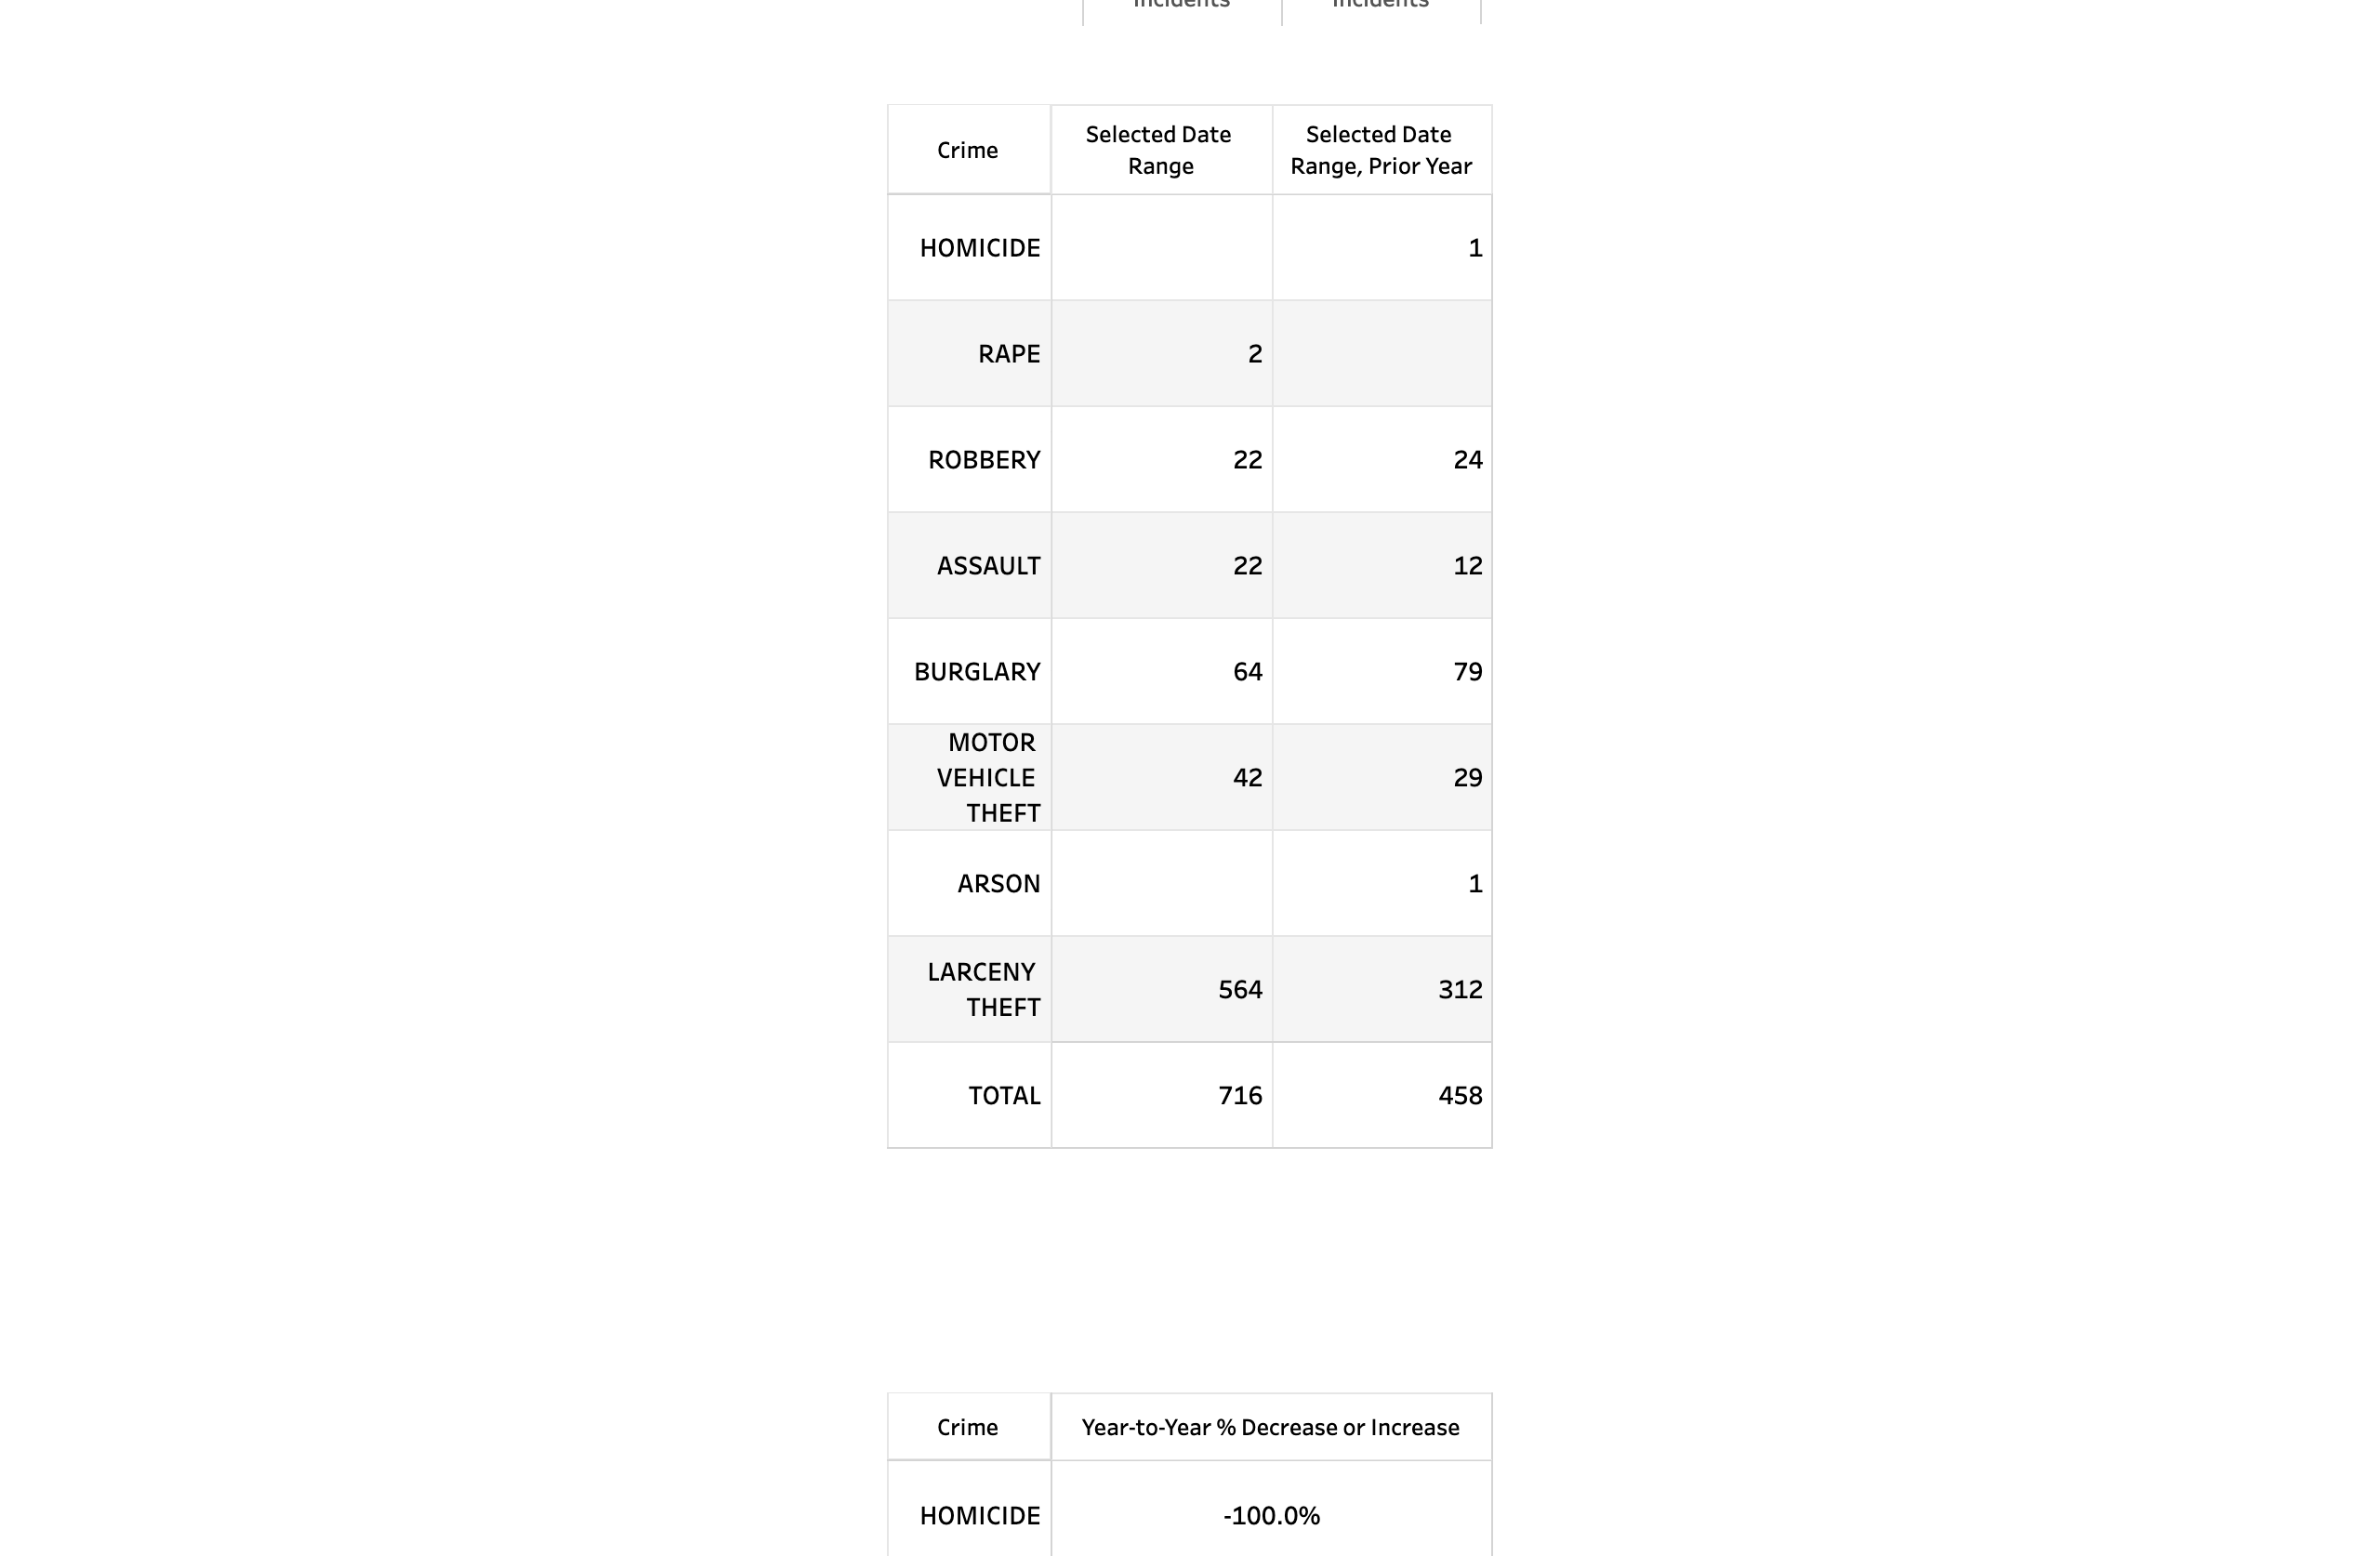 Incidents Incidents
Crime
Selected Date
Range
Selected Date
Range, Prior Year
HOMICIDE 1
RAPE 2
ROBBERY 22 24
ASSAULT 22 12
BURGLARY 64 79
MOTOR
VEHICLE
THEFT
42 29
ARSON 1
LARCENY
THEFT
564 312
TOTAL 716 458
Crime Year-to-Year % Decrease or Increase
HOMICIDE -100.0%